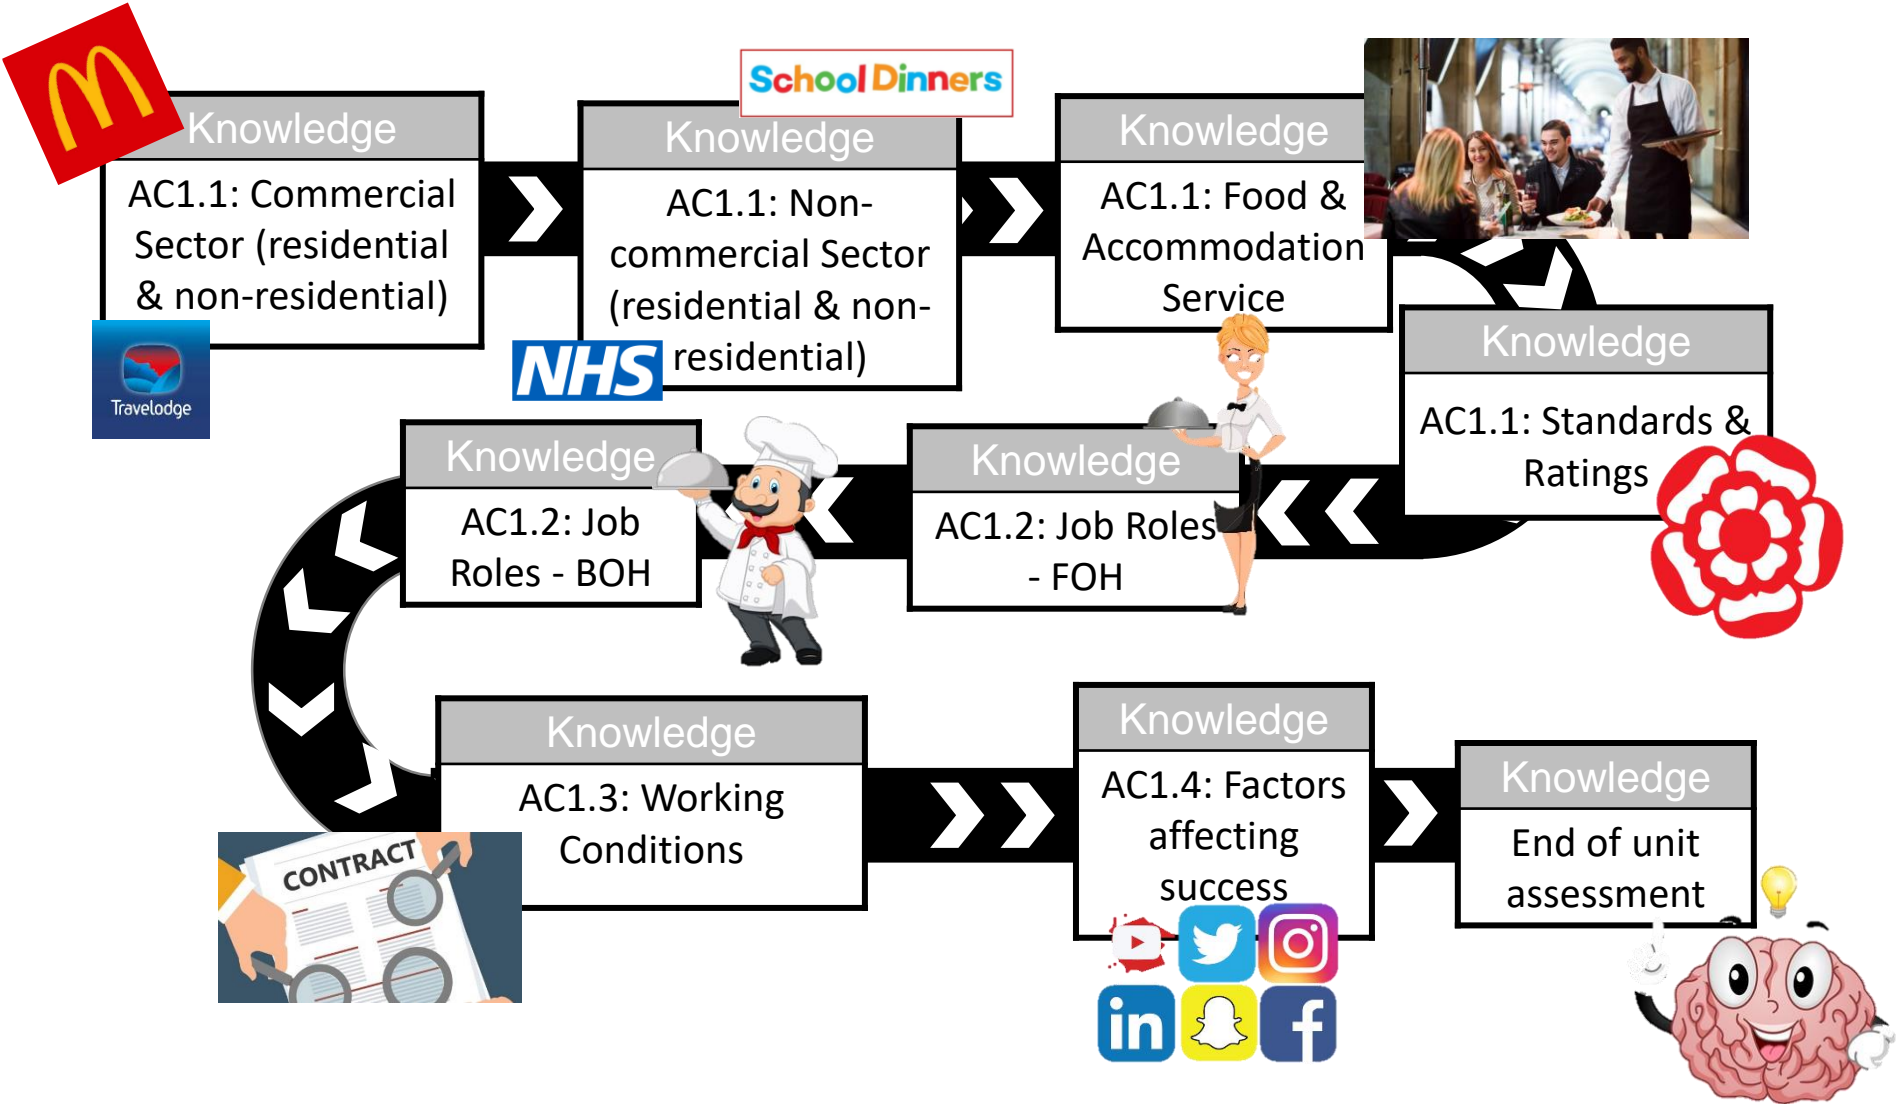 School Dinners
Knowledge
AC1.1: Commercial
Sector (residential
& non-residential)
Travelodge
Knowledge
AC1.1: Non-
commercial Sector
(residential & non-
residential)
NHS
Knowledge
AC1.1: Food &
Accommodation
Service
Knowledge
AC1.1: Standards &
Ratings
Knowledge
AC1.2: Job Roles
- FOH
Knowledge
AC1.2: Job
Roles - BOH
Knowledge
AC1.3: Working
Conditions
CONTRACT
Knowledge
AC1.4: Factors
affecting
success
in
f
Knowledge
End of unit
assessment